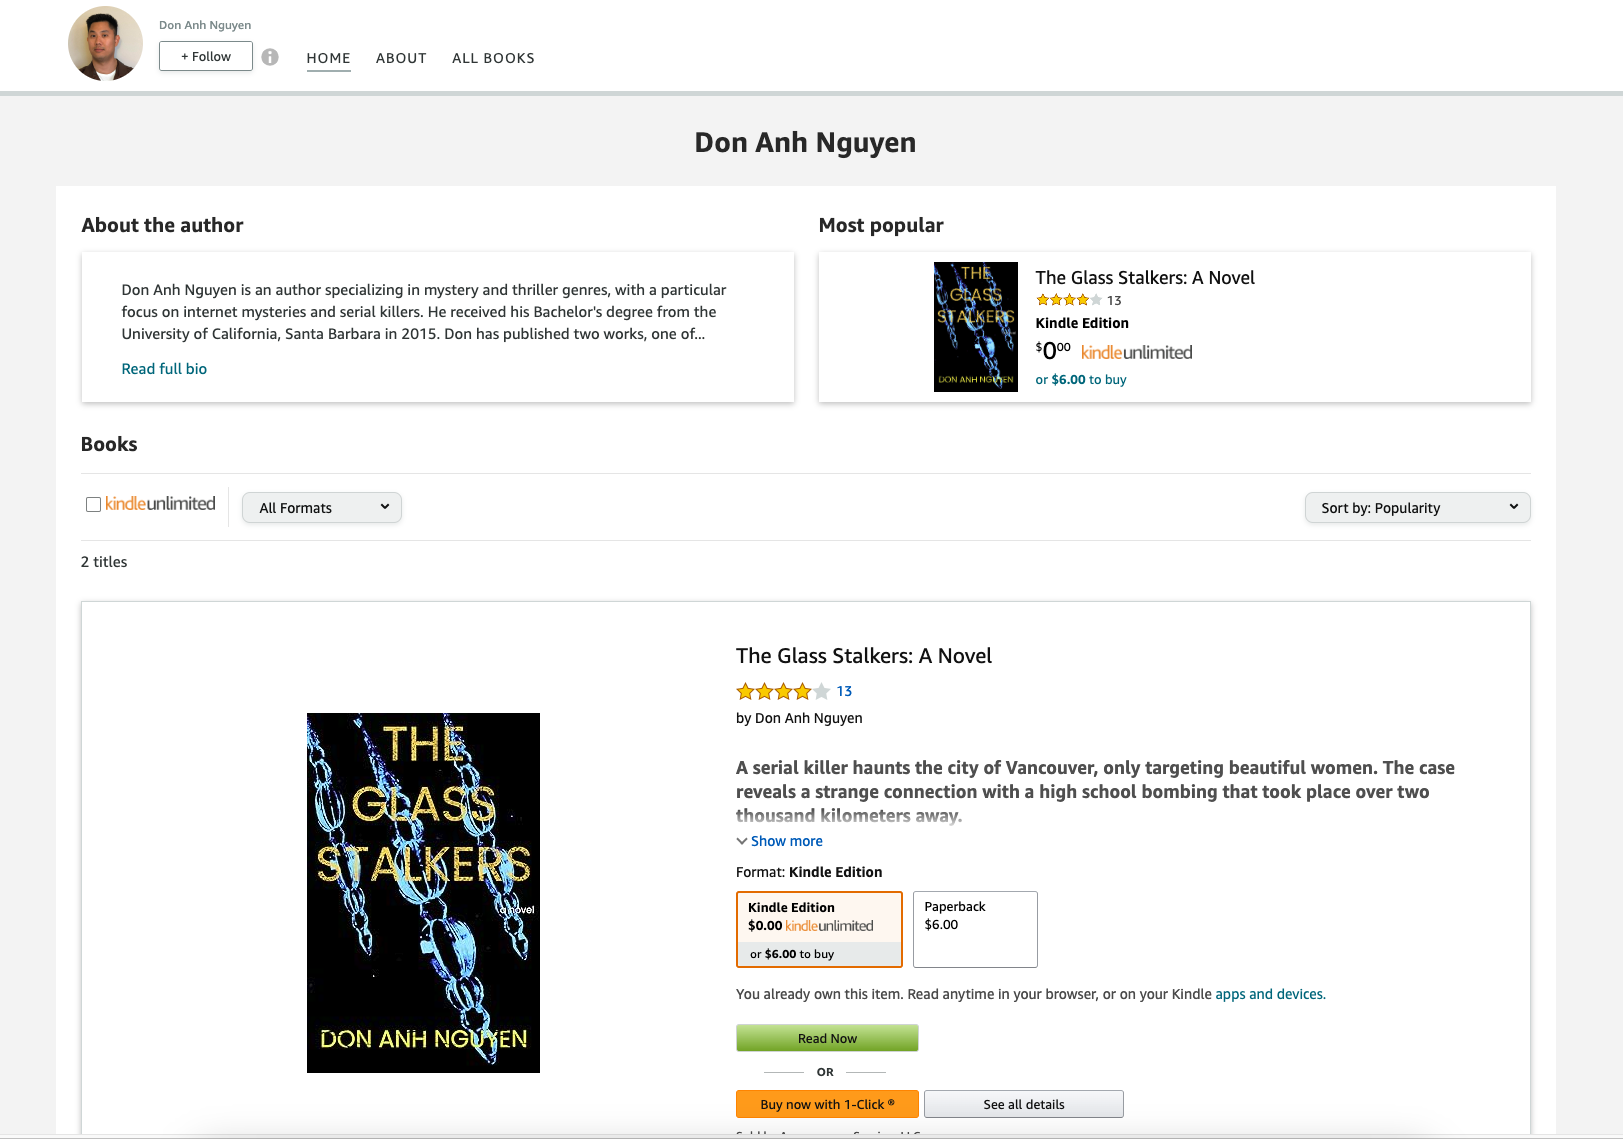 Don Anh Nguyen
+ Follow
HOME
ABOUT
ALL BOOKS
Don Anh Nguyen
About the author
Don Anh Nguyen is an author specializing in mystery and thriller genres, with a particular
focus on internet mysteries and serial killers. He received his Bachelor's degree from the
University of California, Santa Barbara in 2015. Don has published two works, one of...
Read full bio
Most popular
THE
GLASS
STALKERS
DON ANH NGUYEN
The Glass Stalkers: A Novel
13
Kindle Edition
$000 kindleunlimited
or $6.00 to buy
Books
kindleunlimited
All Formats
Sort by: Popularity
2 titles
THE
GLASS
STALKERS
a novel
DON ANH NGUYEN
The Glass Stalkers: A Novel
13
by Don Anh Nguyen
A serial killer haunts the city of Vancouver, only targeting beautiful women. The case
reveals a strange connection with a high school bombing that took place over two
thousand kilometers away.
Show more
Format: Kindle Edition
Kindle Edition
$0.00 kindleunlimited
or $6.00 to buy
Paperback
$6.00
You already own this item. Read anytime in your browser, or on your Kindle apps and devices.
Read Now
OR
Buy now with 1-Click ®
See all details